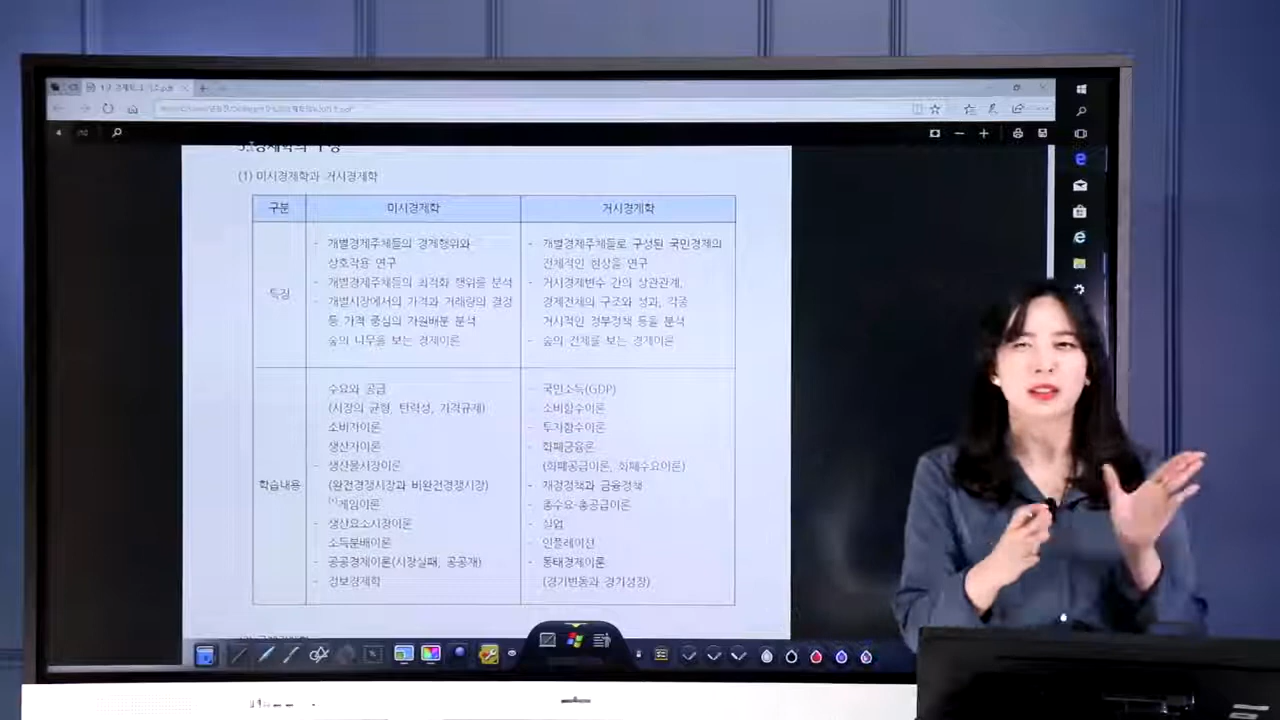 (1) 미시경제학과 거시경제학
구분 미시경제학 거시경제학
특징
- 개별경제주체들의 경제행위와
상호작용 연구
- 개별경제주체들의 최적화 행위를 분석
- 개별시장에서의 가격과 거래량의 결정
등 가격 중심의 자원배분 분석
숲의 나무를 보는 경제이론
- 개별경제주체들로 구성된 국민경제의
전체적인 현상을 연구
- 거시경제변수 간의 상관관계,
경제전체의 구조와 성과, 각종
거시적인 정부정책 등을 분석
- 숲의 전체를 보는 경제이론
학습내용
수요와 공급
(시장의 균형, 탄력성, 가격규제)
소비자이론
생산자이론
- 생산물시장이론
(완전경쟁시장과 비완전경쟁시장)
게임이론
- 생산요소시장이론
소득분배이론
- 공공경제이론(시장실패, 공공재)
- 정보경제학
- 국민소득(GDP)
- 소비함수이론
- 투자함수이론
- 화폐금융론
(화폐공급이론, 화폐수요이론)
- 재정정책과 금융정책
- 총수요·총공급이론
- 실업
- 인플레이션
- 동태경제이론
(경기변동과 경기성장)